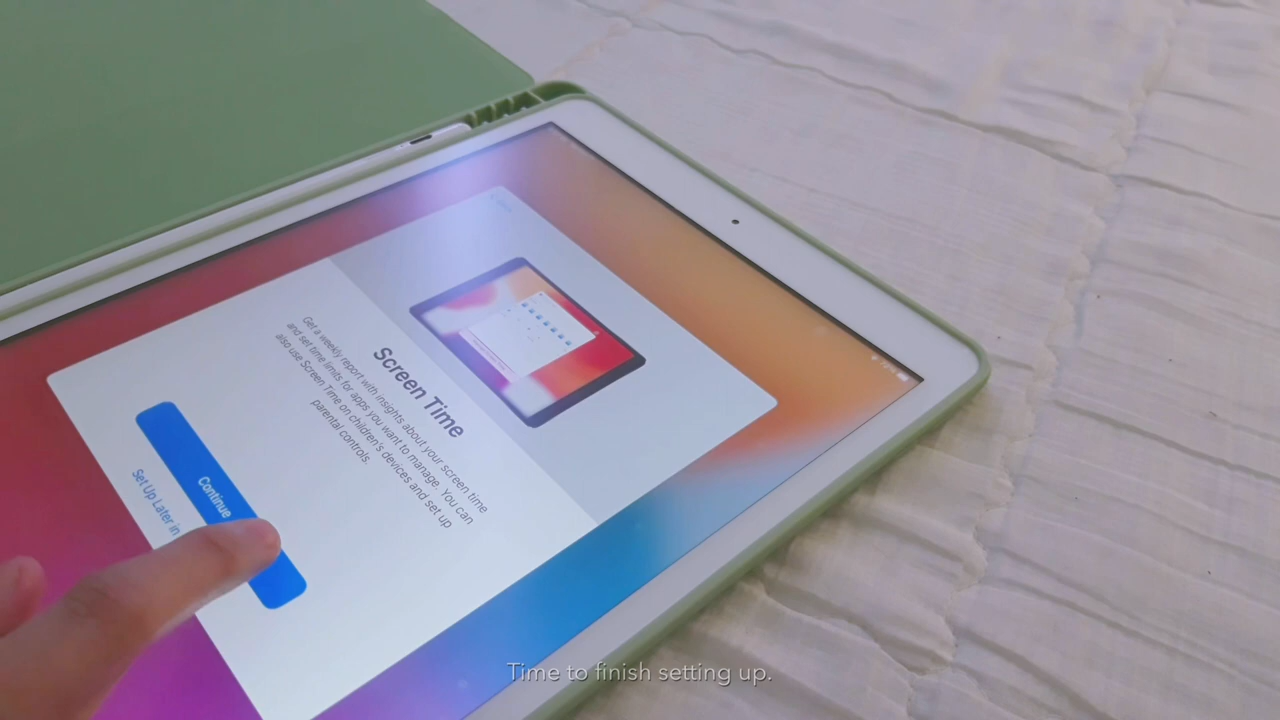 Screen Time
Get a weekly report with insights about your screen time
and set time limits for apps you want to manage. You can
also use Screen Time on children's devices and set up
parental controls.
Continue
Set Up Later in
Time to finish setting up.